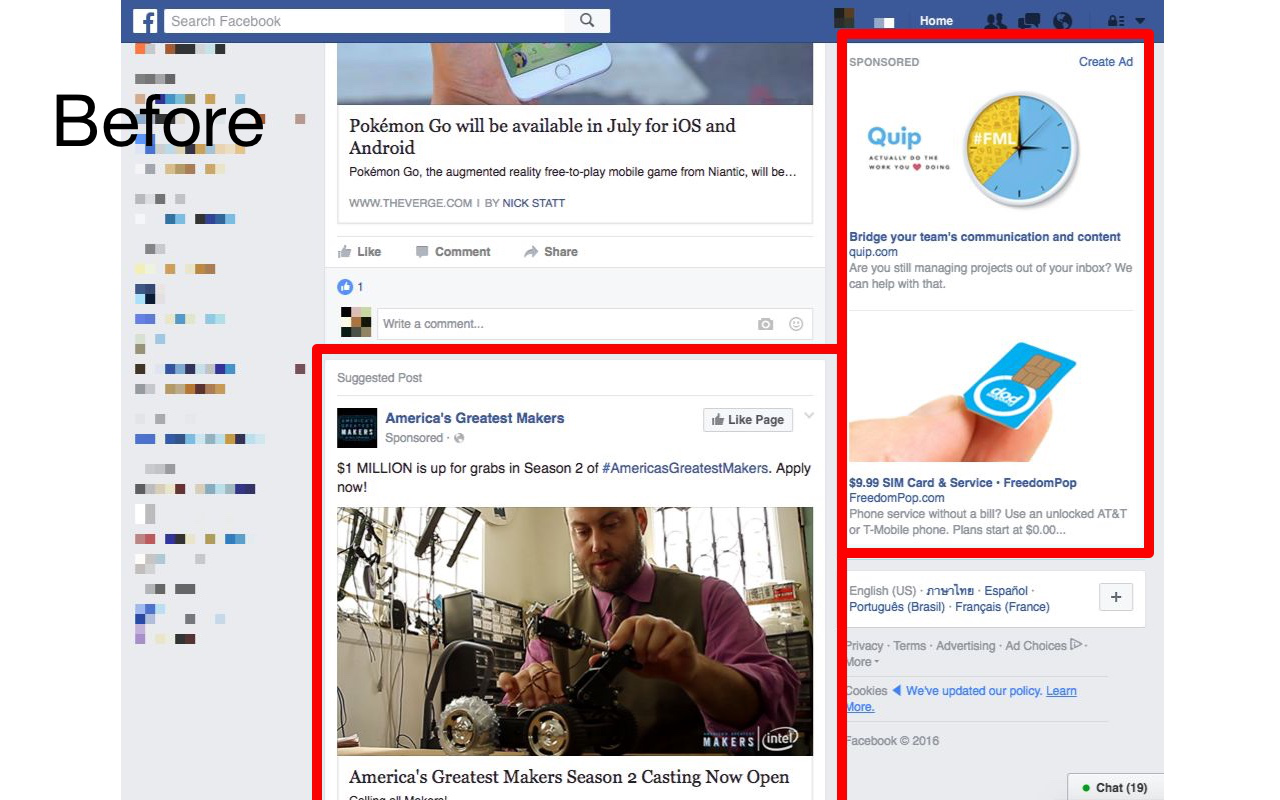 Search Facebook
Home
Before
Pokémon Go will be available in July for iOS and
Android
Pokémon Go, the augmented reality free-to-play mobile game from Niantic, will be...
WWW.THEVERGE.COM | BY NICK STATT
Like Comment Share
1
Write a comment...
Suggested Post
America's Greatest Makers
Like Page
Sponsored ·
$1 MILLION is up for grabs in Season 2 of #AmericasGreatestMakers. Apply
now!
MAKERS
intel
America's Greatest Makers Season 2 Casting Now Open
Calling all Makers!
SPONSORED Create Ad
Quip
ACTUALLY DO THE
WORK YOU ❤ DOING
#FML
Bridge your team's communication and content
quip.com
Are you still managing projects out of your inbox? We
can help with that.
$9.99 SIM Card & Service • FreedomPop
FreedomPop.com
Phone service without a bill? Use an unlocked AT&T
or T-Mobile phone. Plans start at $0.00...
English (US) · ภาษาไทย · Español ·
Português (Brasil) · Français (France)
+
Privacy · Terms · Advertising · Ad Choices ·
More
Cookies We've updated our policy. Learn
More.
Facebook © 2016
Chat (19)